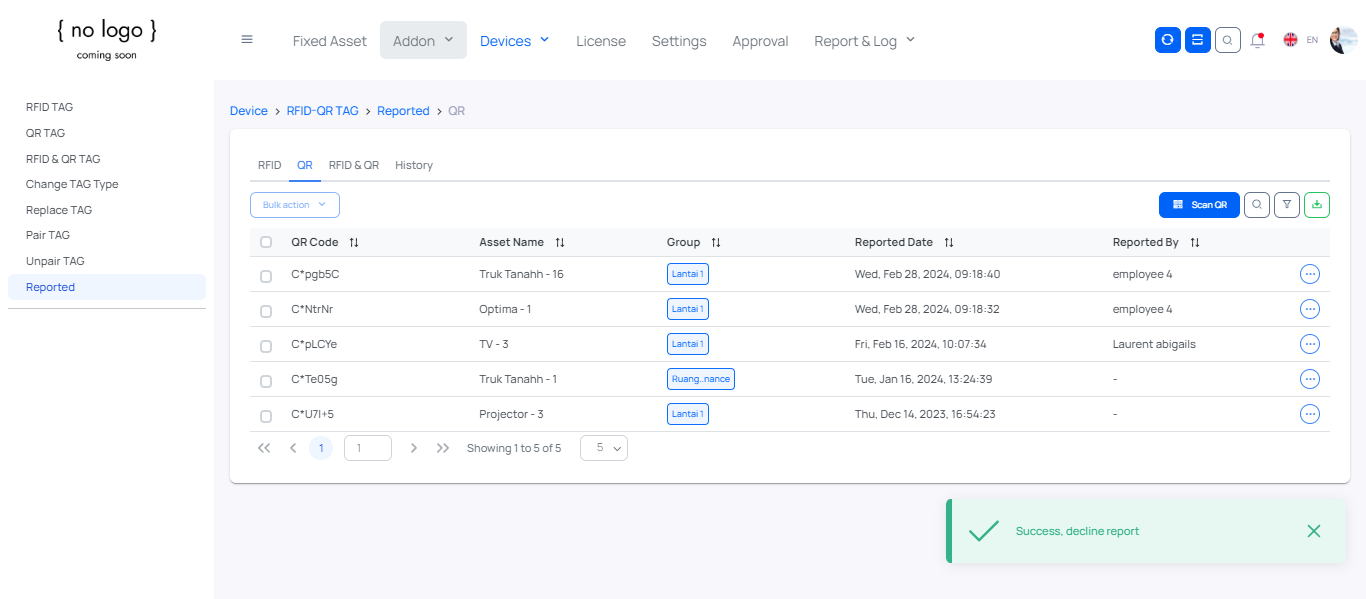 { no logo }
coming soon
Fixed Asset Addon Devices License Settings Approval Report & Log EN
RFID TAG
QR TAG
RFID & QR TAG
Change TAG Type
Replace TAG
Pair TAG
Unpair TAG
Reported
Device > RFID-QR TAG > Reported > QR
RFID QR RFID & QR History
Bulk action Scan QR
QR Code Asset Name Group Reported Date Reported By
C*pgb5C Truk Tanahh - 16 Lantai 1 Wed, Feb 28, 2024, 09:18:40 employee 4
C*NtrNr Optima - 1 Lantai 1 Wed, Feb 28, 2024, 09:18:32 employee 4
C*pLCYe TV - 3 Lantai 1 Fri, Feb 16, 2024, 10:07:34 Laurent abigails
C*Te05g Truk Tanahh - 1 Ruang...nance Tue, Jan 16, 2024, 13:24:39 -
C*U7I+5 Projector - 3 Lantai 1 Thu, Dec 14, 2023, 16:54:23 -
1 1 Showing 1 to 5 of 5 5
Success, decline report